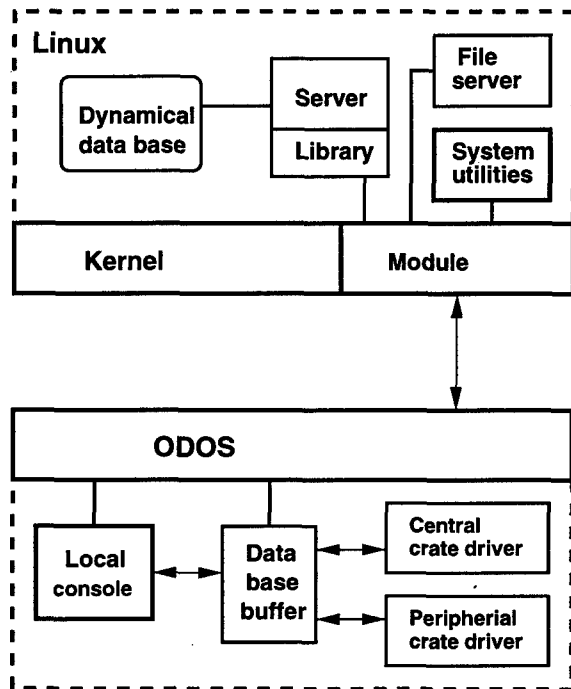 Linux
File
server
Server
Dynamical
data base
Library
System
utilities
Kernel
Module
ODOS
Local
console
Data
base
buffer
Central
crate driver
Peripherial
crate driver